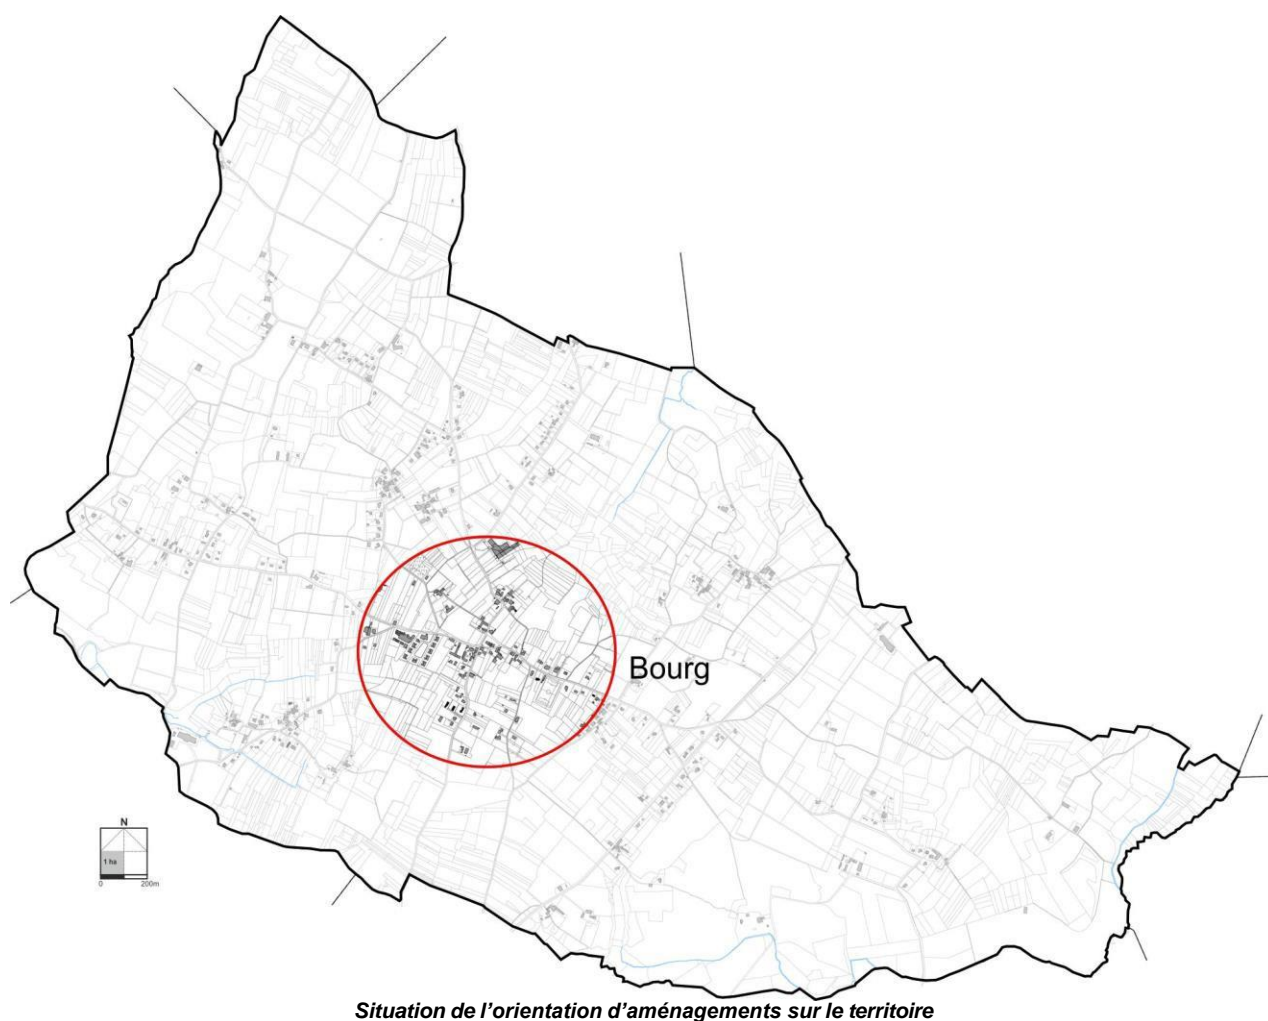 Bourg
N
1 ha
0 200m
Situation de l’orientation d’aménagements sur le territoire